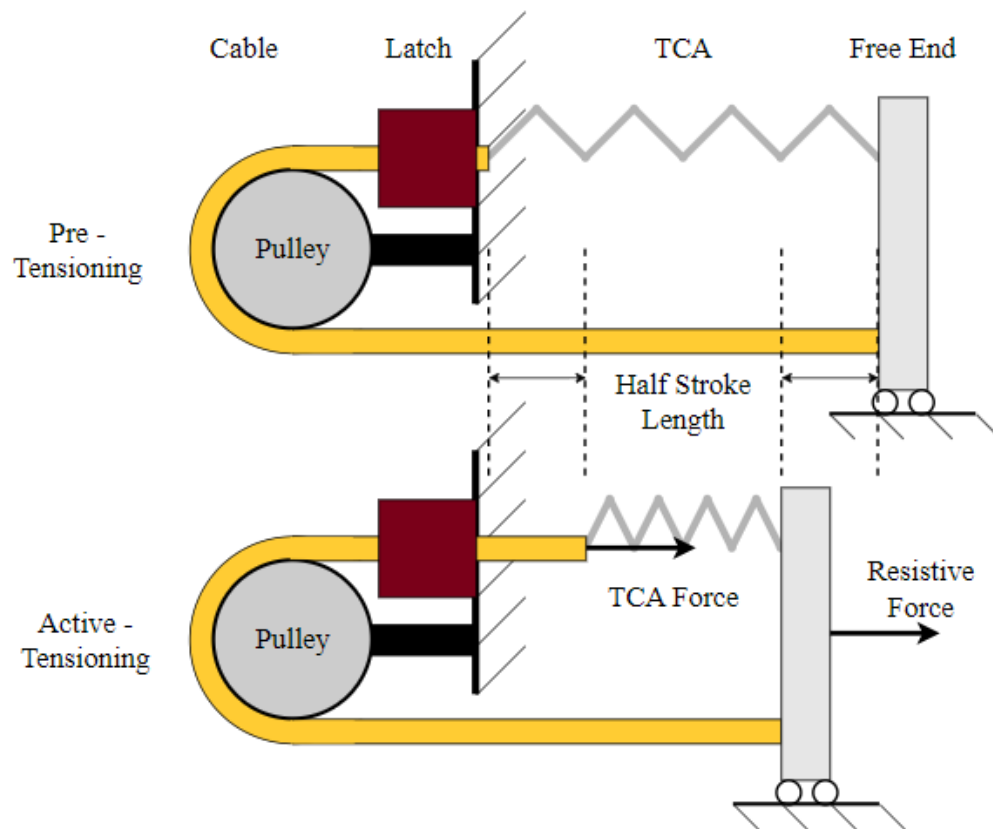 Cable
Latch
TCA
Free End
Pre -
Tensioning
Pulley
Half Stroke
Length
Active -
Tensioning
Pulley
TCA Force
Resistive
Force